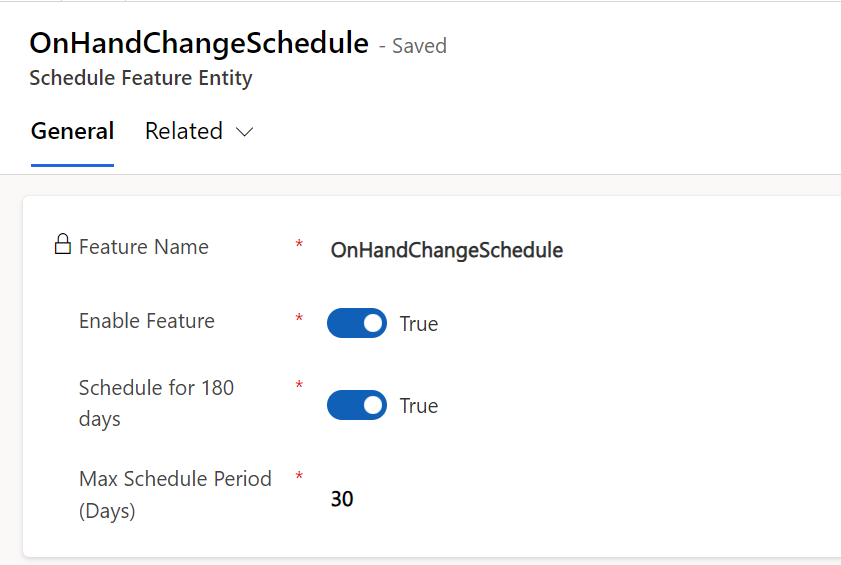 OnHandChangeSchedule - Saved
Schedule Feature Entity
General Related
Feature Name * OnHandChangeSchedule
Enable Feature * True
Schedule for 180 days * True
Max Schedule Period (Days) * 30